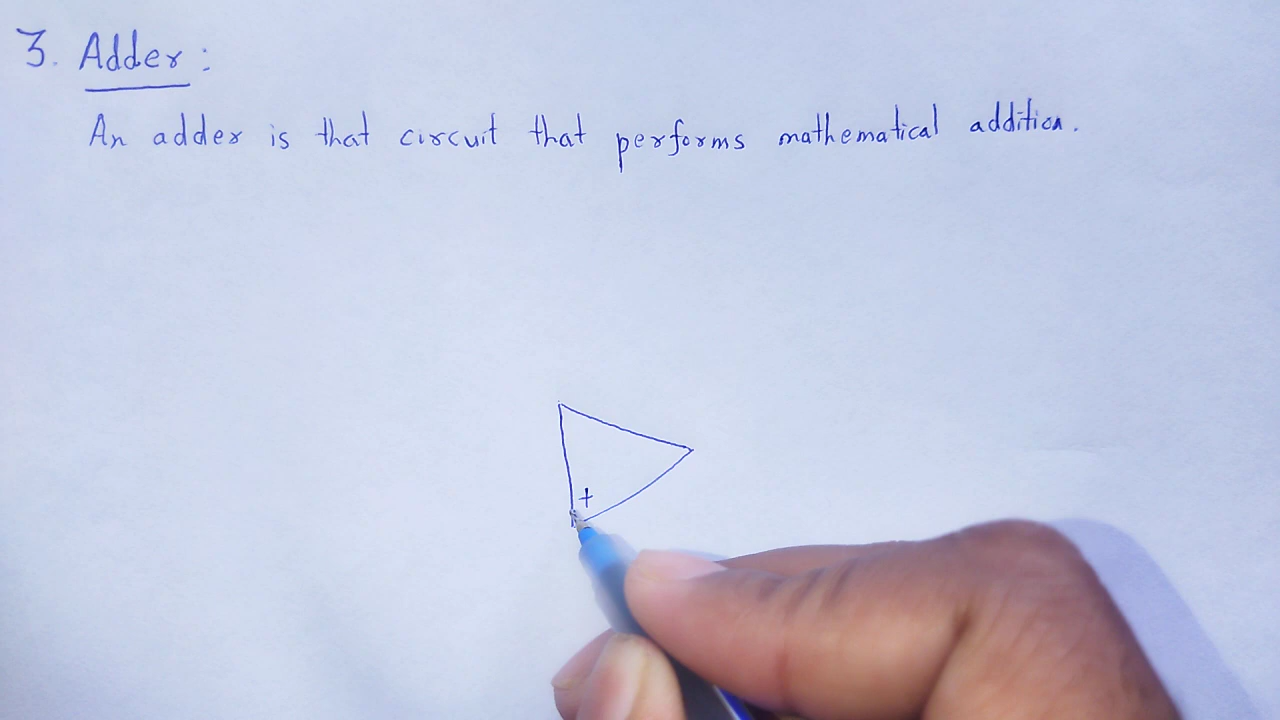 3. Adder :
An adder is that circuit that performs mathematical addition.
+